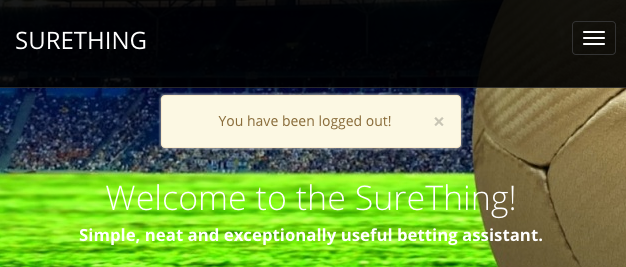 SURETHING
You have been logged out! ×
Welcome to the SureThing!
Simple, neat and exceptionally useful betting assistant.